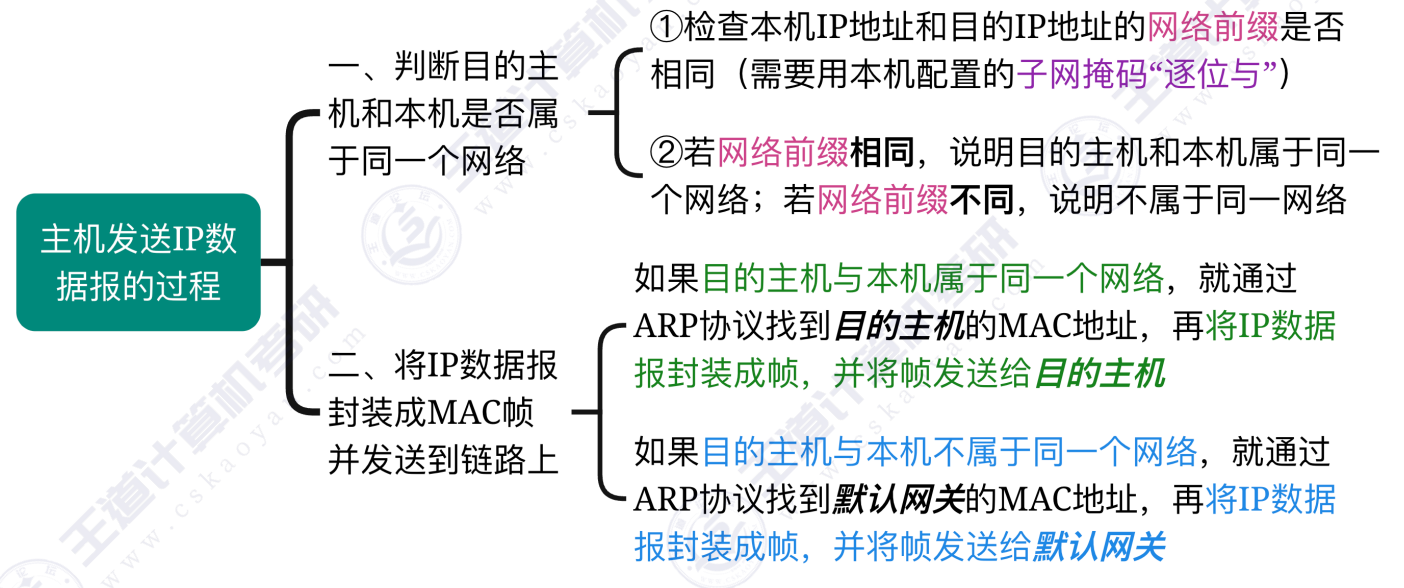 主机发送IP数
据报的过程
一、判断目的主
机和本机是否属
于同一个网络
①检查本机IP地址和目的IP地址的网络前缀是否
相同（需要用本机配置的子网掩码“逐位与”）
②若网络前缀相同，说明目的主机和本机属于同一
个网络；若网络前缀不同，说明不属于同一网络
二、将IP数据报
封装成MAC帧
并发送到链路上
如果目的主机与本机属于同一个网络，就通过
ARP协议找到目的主机的MAC地址，再将IP数据
报封装成帧，并将帧发送给目的主机
如果目的主机与本机不属于同一个网络，就通过
ARP协议找到默认网关的MAC地址，再将IP数据
报封装成帧，并将帧发送给默认网关
王道计算机考研
www.cskaoyan.com